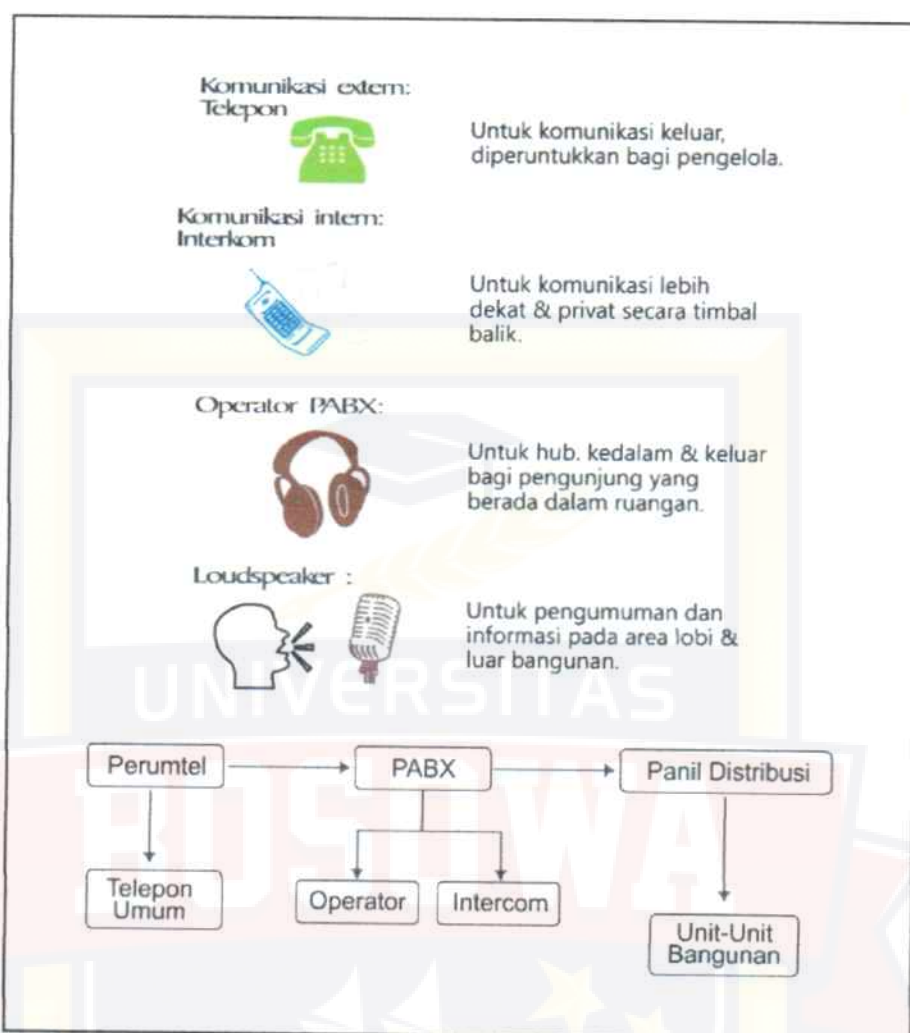 Komunikasi extern:
Telepon
Untuk komunikasi keluar,
diperuntukkan bagi pengelola.
Komunikasi intern:
Interkom
Untuk komunikasi lebih
dekat & privat secara timbal
balik.
Operator PABX:
Untuk hub. kedalam & keluar
bagi pengunjung yang
berada dalam ruangan.
Loudspeaker :
Untuk pengumuman dan
informasi pada area lobi &
luar bangunan.
UNIVERSITAS
BOSOWA
Perumtel
PABX
Panil Distribusi
Telepon
Umum
Operator
Intercom
Unit-Unit
Bangunan